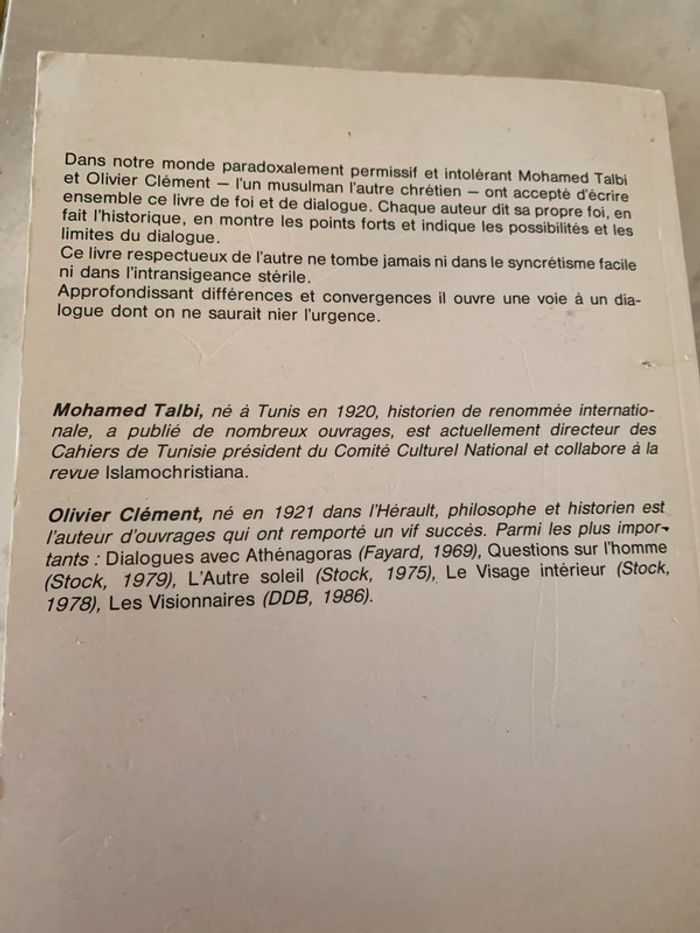 Dans notre monde paradoxalement permissif et intolérant Mohamed Talbi
et Olivier Clément — l'un musulman l'autre chrétien — ont accepté d'écrire
ensemble ce livre de foi et de dialogue. Chaque auteur dit sa propre foi, en
fait l'historique, en montre les points forts et indique les possibilités et les
limites du dialogue.
Ce livre respectueux de l'autre ne tombe jamais ni dans le syncrétisme facile
ni dans l'intransigeance stérile.
Approfondissant différences et convergences il ouvre une voie à un dia-
logue dont on ne saurait nier l'urgence.
Mohamed Talbi, né à Tunis en 1920, historien de renommée internatio-
nale, a publié de nombreux ouvrages, est actuellement directeur des
Cahiers de Tunisie président du Comité Culturel National et collabore à la
revue Islamochristiana.
Olivier Clément, né en 1921 dans l'Hérault, philosophe et historien est
l'auteur d'ouvrages qui ont remporté un vif succès. Parmi les plus impor-
tants : Dialogues avec Athénagoras (Fayard, 1969), Questions sur l'homme
(Stock, 1979), L'Autre soleil (Stock, 1975), Le Visage intérieur (Stock,
1978), Les Visionnaires (DDB, 1986).